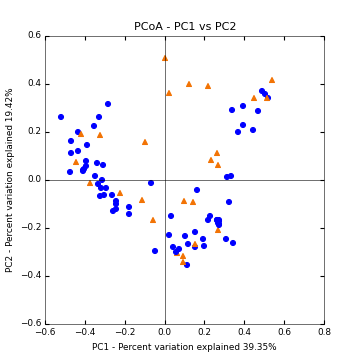 PCoA - PC1 vs PC2
0.6
0.4
0.2
0.0
−0.2
−0.4
−0.6
PC2 - Percent variation explained 19.42%
−0.6 −0.4 −0.2 0.0 0.2 0.4 0.6 0.8
PC1 - Percent variation explained 39.35%